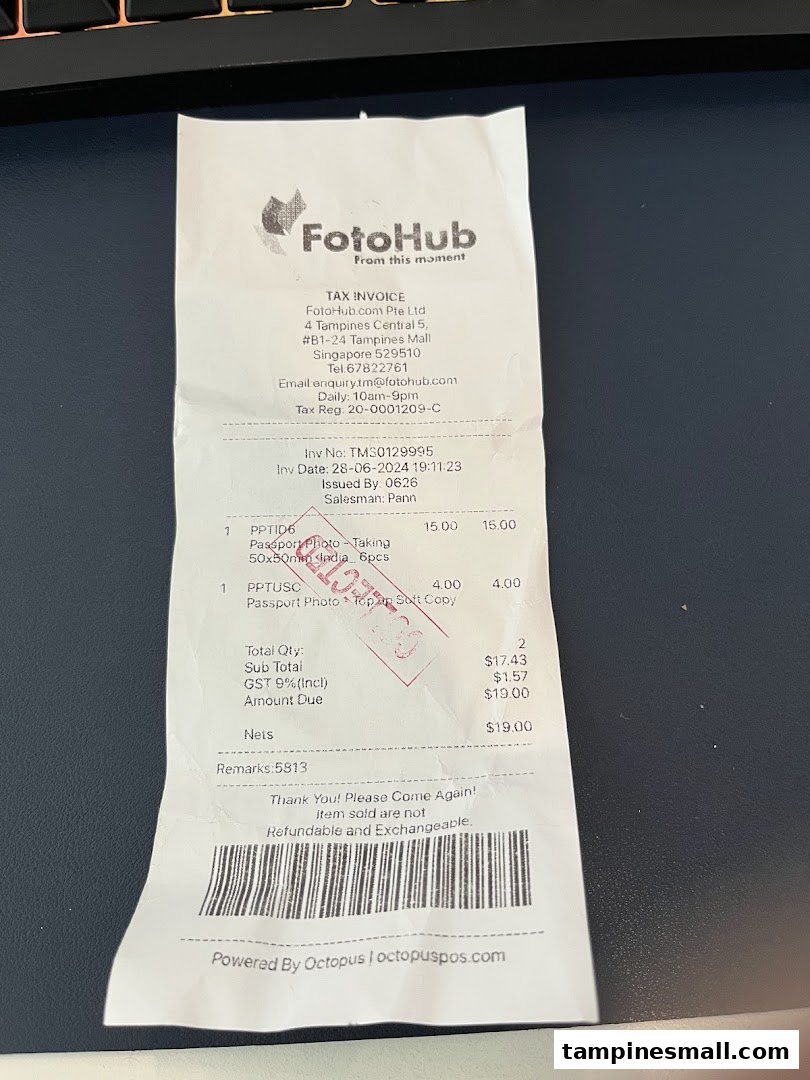 FotoHub
From this moment
TAX INVOICE
FotoHub.com Pte Ltd
4 Tampines Central 5,
#B1-24 Tampines Mall
Singapore 529510
Tel:67822761
Email:enquiry.tm@fotohub.com
Daily: 10am-9pm
Tax Reg: 20-0001209-C
Inv No: TMS0129995
Inv Date: 28-06-2024 19:11:23
Issued By: 0626
Salesman: Pann
1 PPTID6 15.00 15.00
Passport Photo - Taking
50x50mm -India_ 6pcs
1 PPTUSC 4.00 4.00
Passport Photo - Top up Soft Copy
COLLECTED
Total Qty: 2
Sub Total $17.43
GST 9%(Incl) $1.57
Amount Due $19.00
Nets $19.00
Remarks:5813
Thank You! Please Come Again!
item sold are not
Refundable and Exchangeable.
Powered By Octopus | octopuspos.com
tampinesmall.com